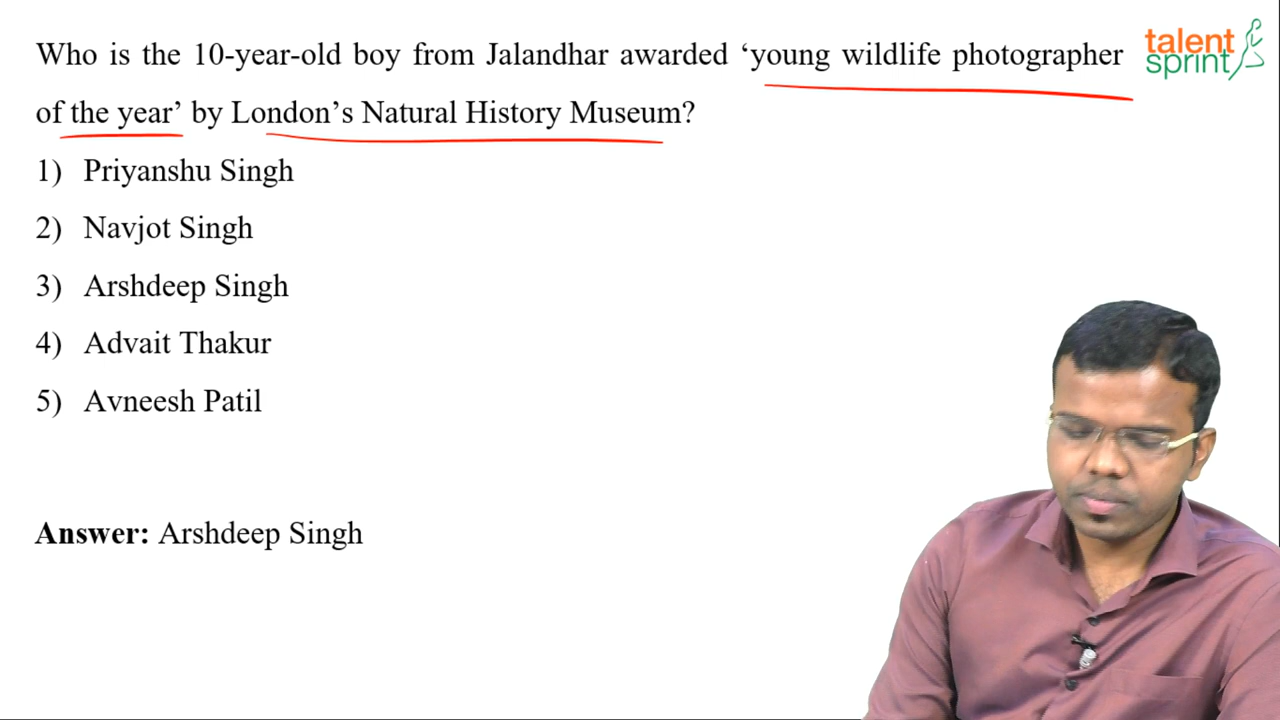 Who is the 10-year-old boy from Jalandhar awarded ‘young wildlife photographer
of the year’ by London’s Natural History Museum?
1) Priyanshu Singh
2) Navjot Singh
3) Arshdeep Singh
4) Advait Thakur
5) Avneesh Patil
Answer: Arshdeep Singh
talent
sprint